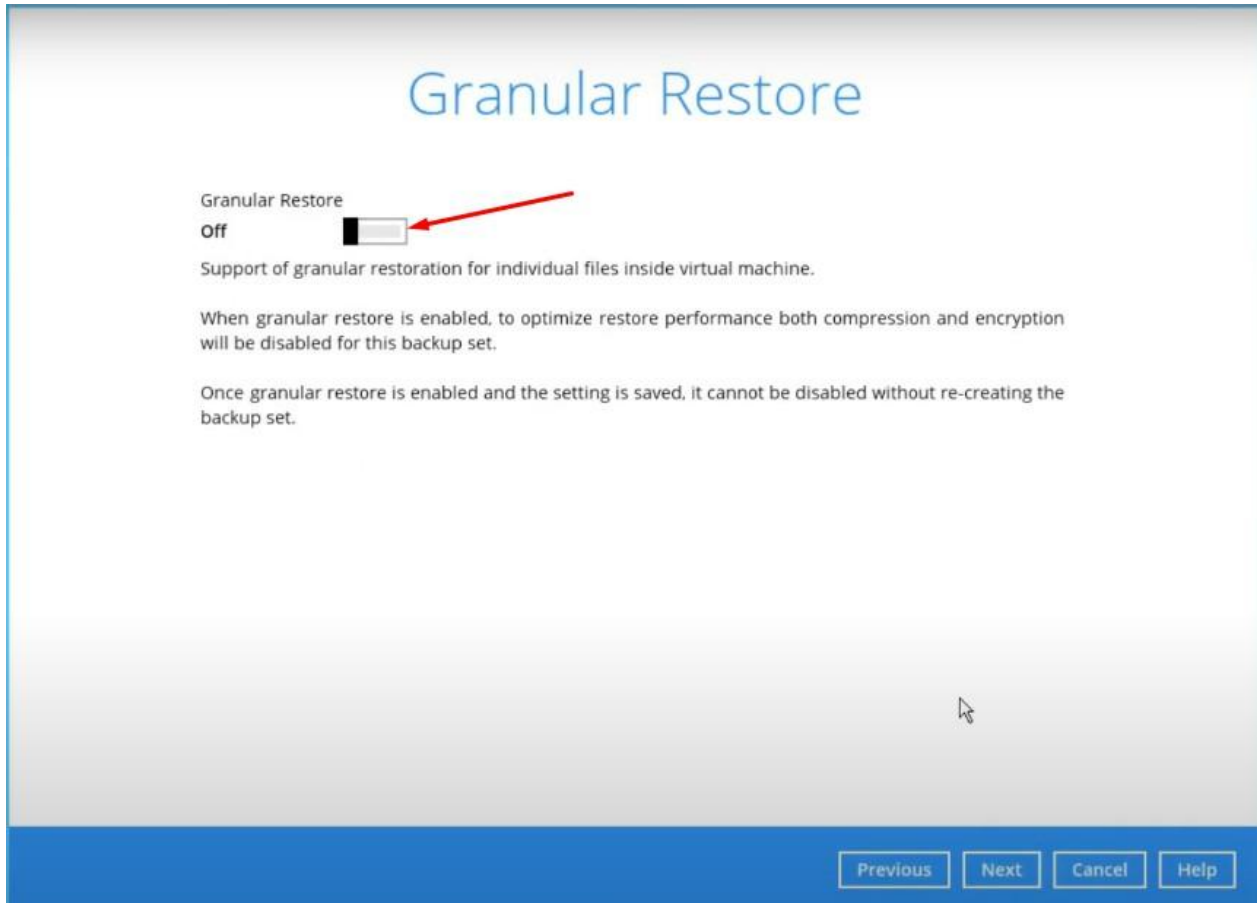 Granular Restore
Granular Restore
Off
Support of granular restoration for individual files inside virtual machine.
When granular restore is enabled, to optimize restore performance both compression and encryption
will be disabled for this backup set.
Once granular restore is enabled and the setting is saved, it cannot be disabled without re-creating the
backup set.
Previous Next Cancel Help